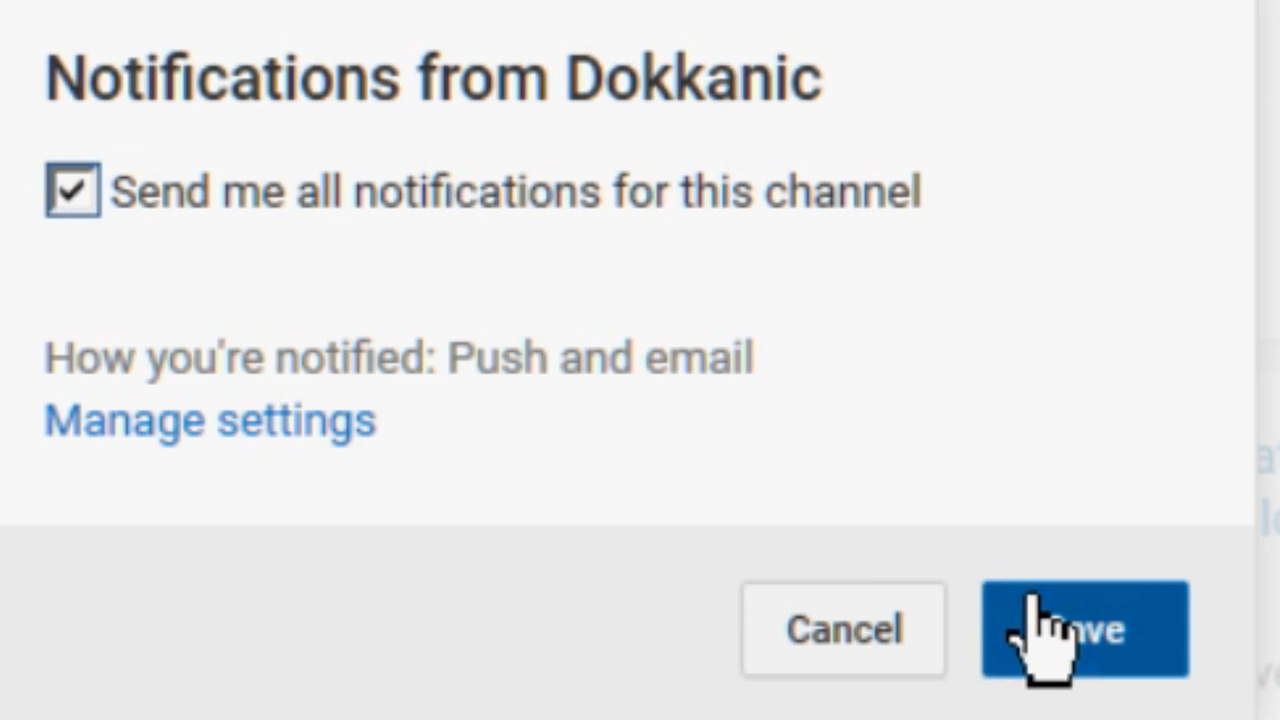 Notifications from Dokkanic
Send me all notifications for this channel
How you're notified: Push and email
Manage settings
Cancel